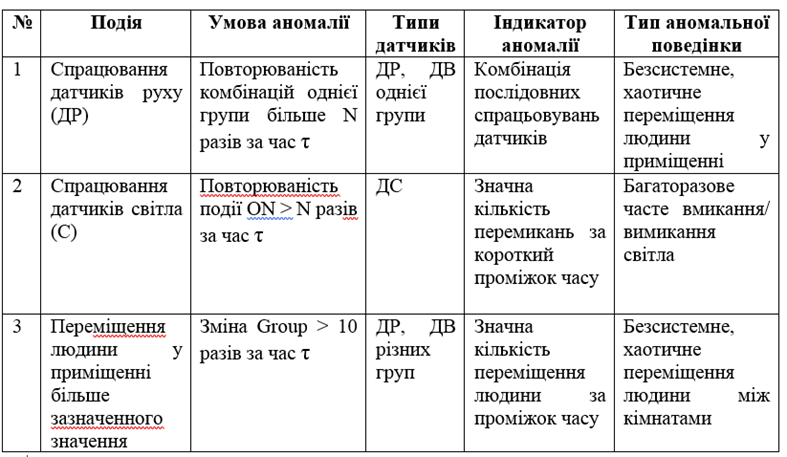 №
Подія
Умова аномалії
Типи
датчиків
Індикатор
аномалії
Тип аномальної
поведінки
1
Спрацювання
датчиків руху
(ДР)
Повторюваність
комбінацій однієї
групи більше N
разів за час τ
ДР, ДВ
однієї
групи
Комбінація
послідовних
спрацьовувань
датчиків
Безсистемне,
хаотичне
переміщення
людини у
приміщенні
2
Спрацювання
датчиків світла
(С)
Повторюваність
події ON > N разів
за час τ
ДС
Значна
кількість
перемикань за
короткий
проміжок часу
Багаторазове
часте вмикання/
вимикання
світла
3
Переміщення
людини у
приміщенні
більше
зазначенного
значення
Зміна Group > 10
разів за час τ
ДР, ДВ
різних
груп
Значна
кількість
переміщення
людини за
проміжок часу
Безсистемне,
хаотичне
переміщення
людини між
кімнатами